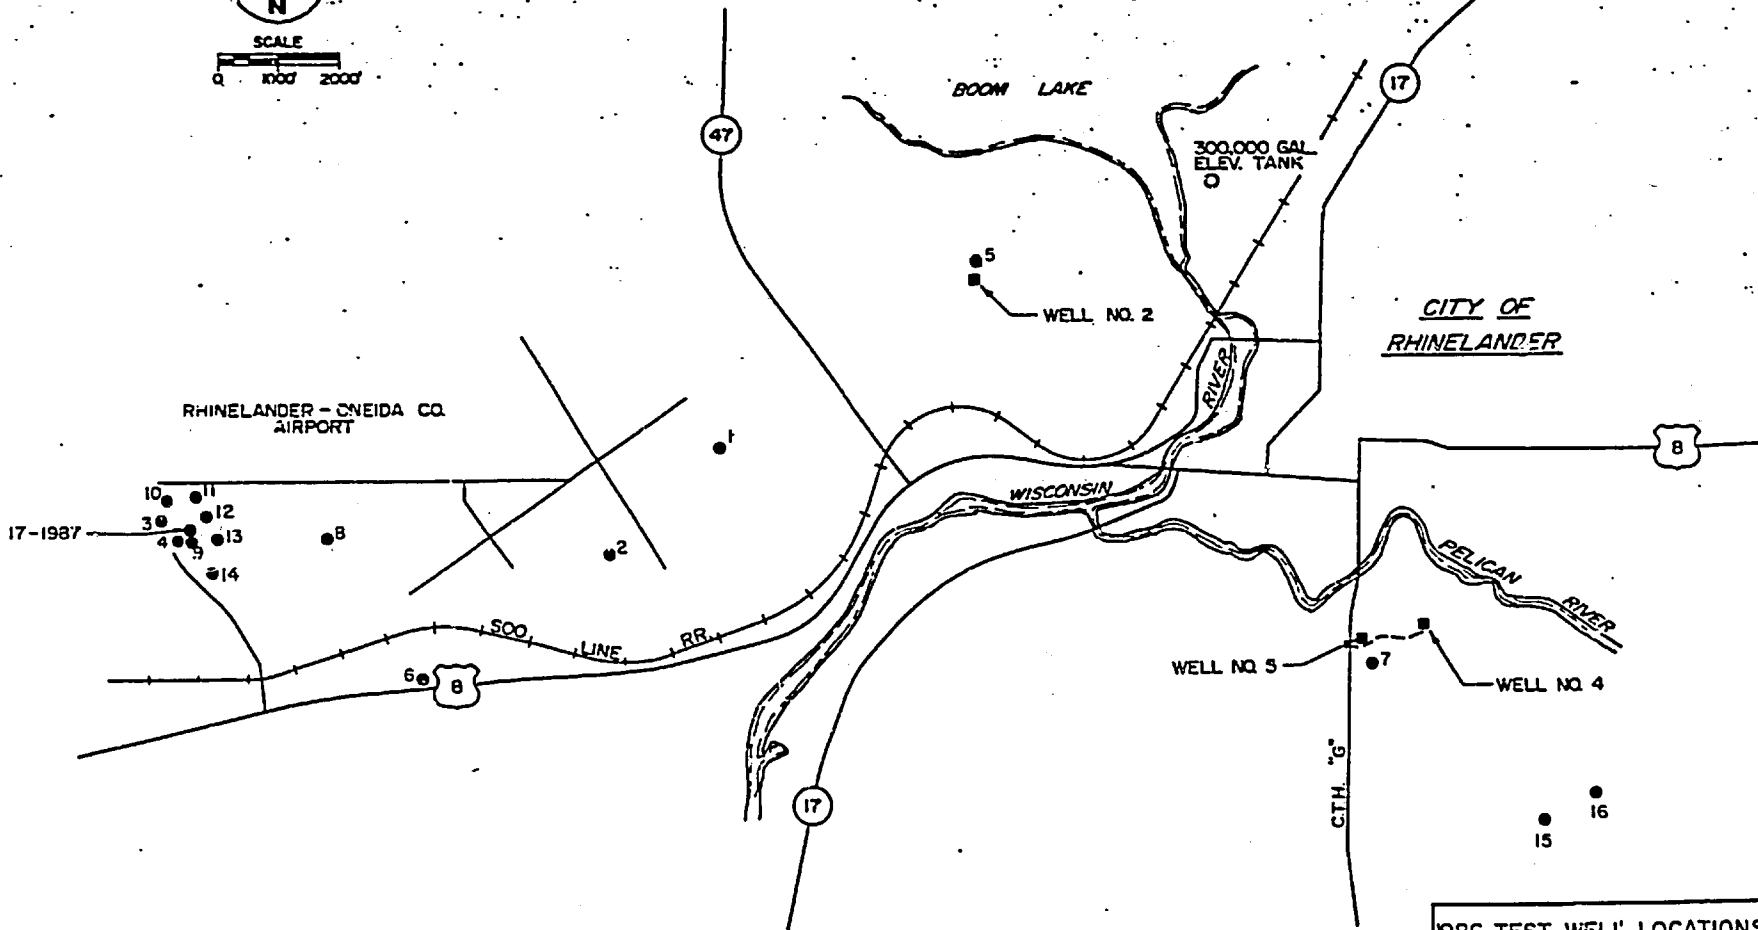 N
SCALE
0 1000' 2000'
BOOM LAKE
17
47
300,000 GAL.
ELEV. TANK
5
WELL NO. 2
CITY OF
RHINELANDER
RIVER
RHINELANDER - ONEIDA CO.
AIRPORT
1
8
10 11
12
3
17-1987
13
4 9
8
2
14
WISCONSIN
PELICAN
RIVER
SOO LINE RR.
6
8
WELL NO. 5
7
WELL NO. 4
C.T.H. "G"
17
16
15
TEST WELL LOCATIONS